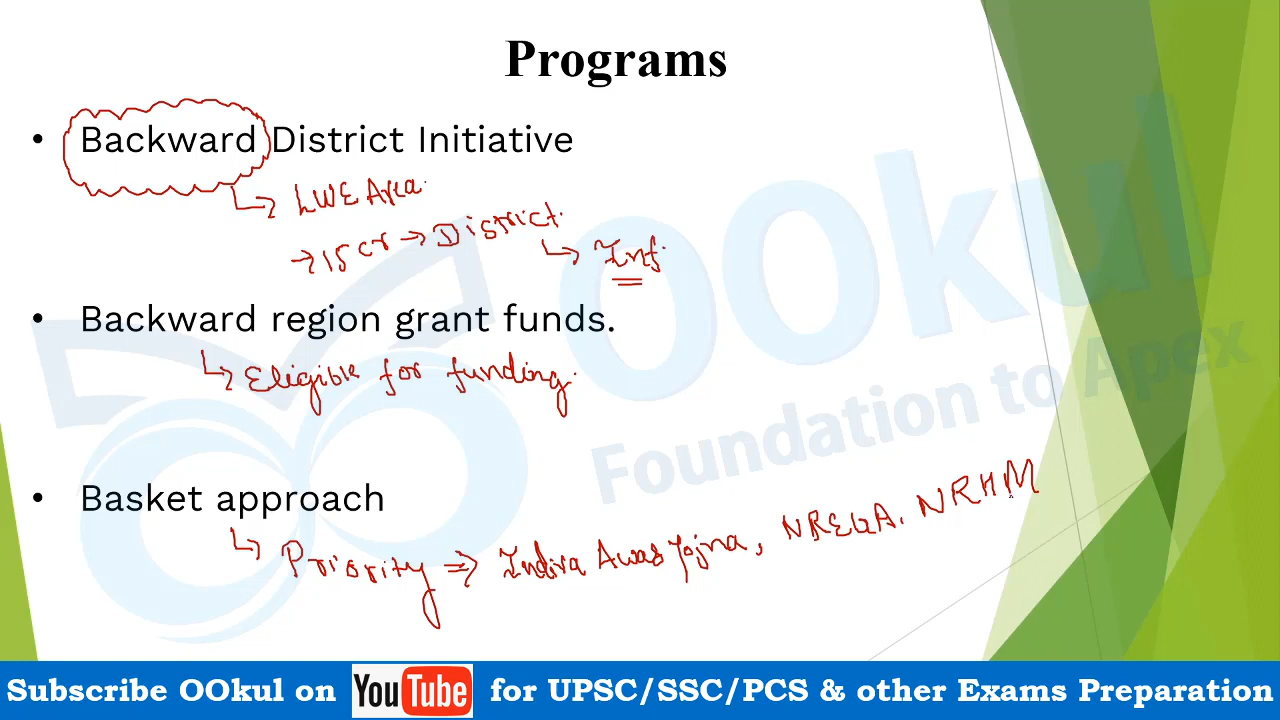 Programs
• Backward District Initiative
↳ LWE Area.
→ 15 cr → District.
↳ Inf.
• Backward region grant funds.
↳ Eligible for funding.
• Basket approach
↳ Priority ⇒ Indira Awas Yojna, NREGA, NRHM
OOkul
Foundation to Apex
Subscribe OOkul on YouTube for UPSC/SSC/PCS & other Exams Preparation